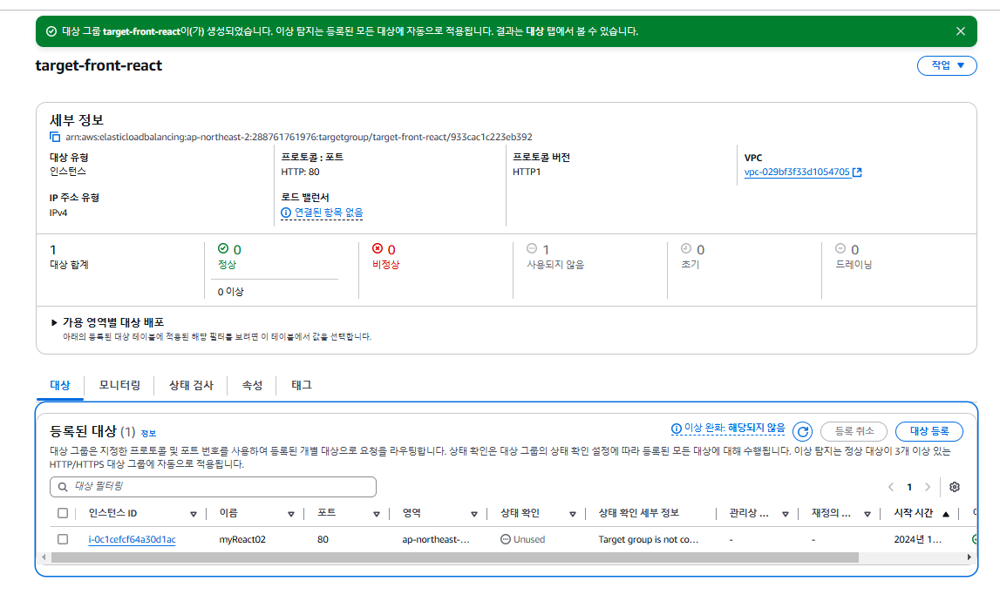 대상 그룹 target-front-react이(가) 생성되었습니다. 이상 탐지는 등록된 모든 대상에 자동으로 적용됩니다. 결과는 대상 탭에서 볼 수 있습니다.
target-front-react
작업
세부 정보
arn:aws:elasticloadbalancing:ap-northeast-2:288761761976:targetgroup/target-front-react/933cac1c223eb392
대상 유형
인스턴스
프로토콜 : 포트
HTTP: 80
프로토콜 버전
HTTP1
VPC
vpc-029bf3f33d1054705
IP 주소 유형
IPv4
로드 밸런서
연결된 항목 없음
1
대상 합계
0
정상
0 이상
0
비정상
1
사용되지 않음
0
초기
0
드레이닝
가용 영역별 대상 배포
아래의 등록된 대상 테이블에 적용된 해당 필터를 보려면 이 테이블에서 값을 선택합니다.
대상 모니터링 상태 검사 속성 태그
등록된 대상 (1) 정보
이상 완화: 해당되지 않음
등록 취소
대상 등록
대상 그룹은 지정한 프로토콜 및 포트 번호를 사용하여 등록된 개별 대상으로 요청을 라우팅합니다. 상태 확인은 대상 그룹의 상태 확인 설정에 따라 등록된 모든 대상에 대해 수행됩니다. 이상 탐지는 정상 대상이 3개 이상 있는
HTTP/HTTPS 대상 그룹에 자동으로 적용됩니다.
대상 필터링
1
인스턴스 ID 이름 포트 영역 상태 확인 상태 확인 세부 정보 관리상 ... 재정의 ... 시작 시간
i-0c1cefcf64a30d1ac myReact02 80 ap-northeast-... Unused Target group is not co... - - 2024년 1...